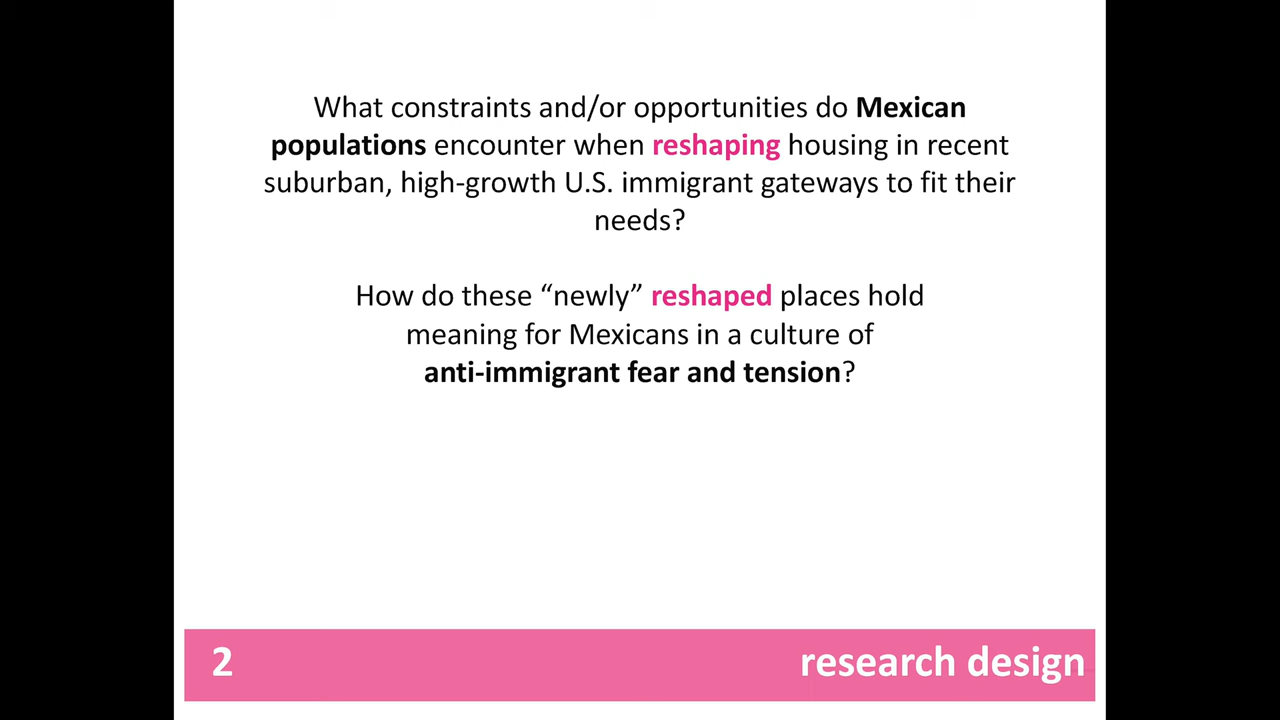 What constraints and/or opportunities do Mexican
populations encounter when reshaping housing in recent
suburban, high-growth U.S. immigrant gateways to fit their
needs?
How do these “newly” reshaped places hold
meaning for Mexicans in a culture of
anti-immigrant fear and tension?
2 research design